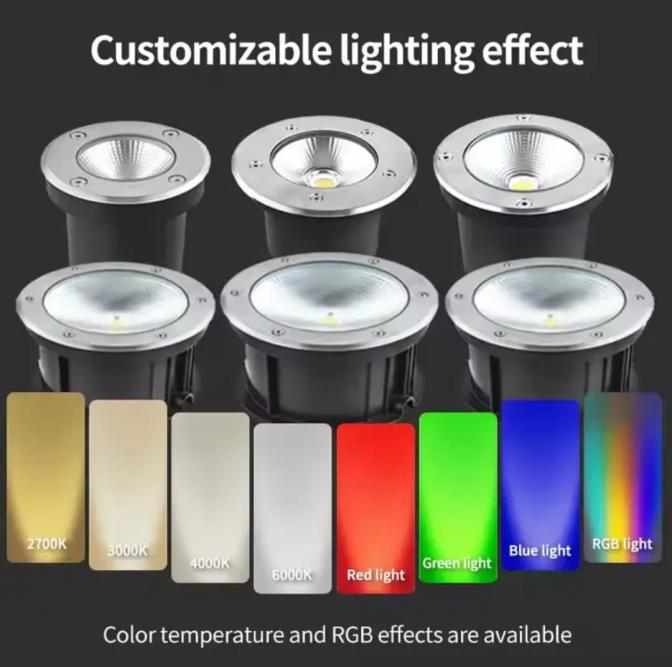 Customizable lighting effect
2700K
3000K
4000K
6000K
Red light
Green light
Blue light
RGB light
Color temperature and RGB effects are available